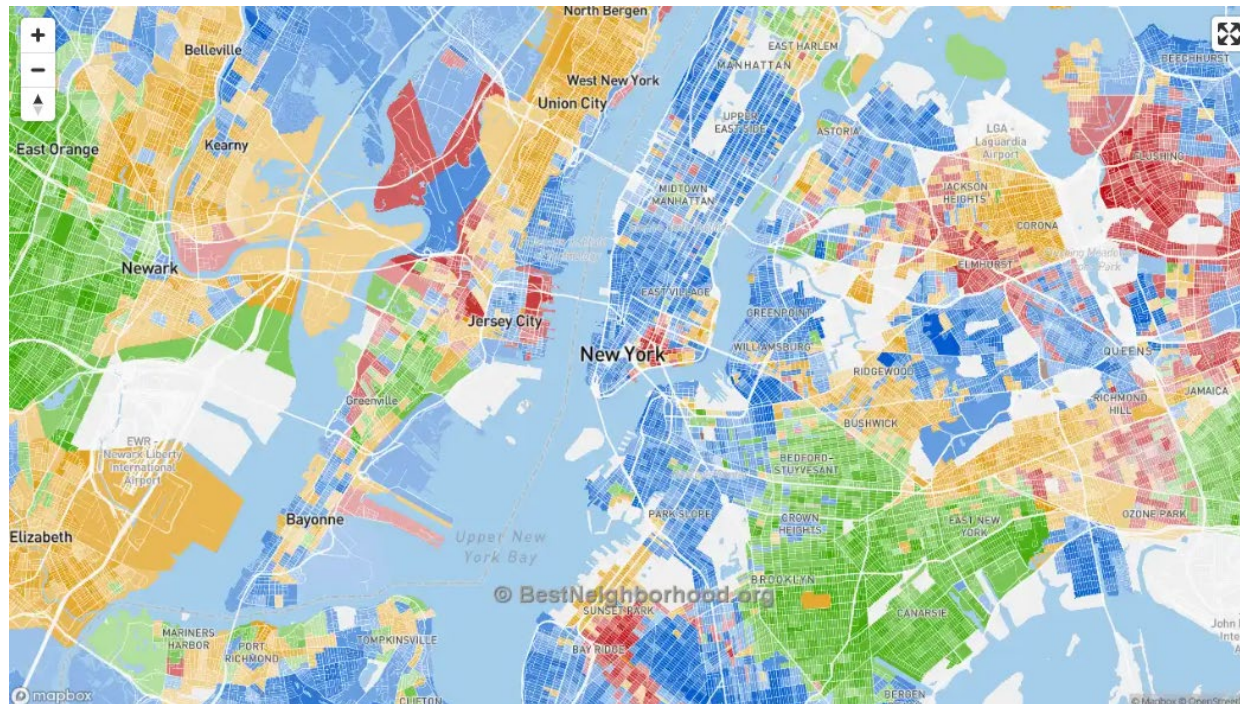 North Bergen
Belleville
EAST HARLEM
MANHATTAN
BEECHHURST
West New York
Union City
UPPER
EAST SIDE
ASTORIA
LGA -
Laguardia
Airport
Kearny
East Orange
FLUSHING
MIDTOWN
MANHATTAN
JACKSON
HEIGHTS
CORONA
ELMHURST
Newark
EAST VILLAGE
GREENPOINT
Jersey City
New York
WILLIAMSBURG
QUEENS
RIDGEWOOD
JAMAICA
RICHMOND
HILL
Greenville
BUSHWICK
EWR -
Newark Liberty
International
Airport
BEDFORD-
STUYVESANT
Bayonne
PARK SLOPE
CROWN
HEIGHTS
EAST NEW
YORK
OZONE PARK
Elizabeth
Upper New
York Bay
BROOKLYN
© BestNeighborhood.org
SUNSET PARK
CANARSIE
MARINERS
HARBOR
PORT
RICHMOND
TOMPKINSVILLE
BAY RIDGE
CLIFTON
BERGEN
mapbox
© Mapbox © OpenStreet